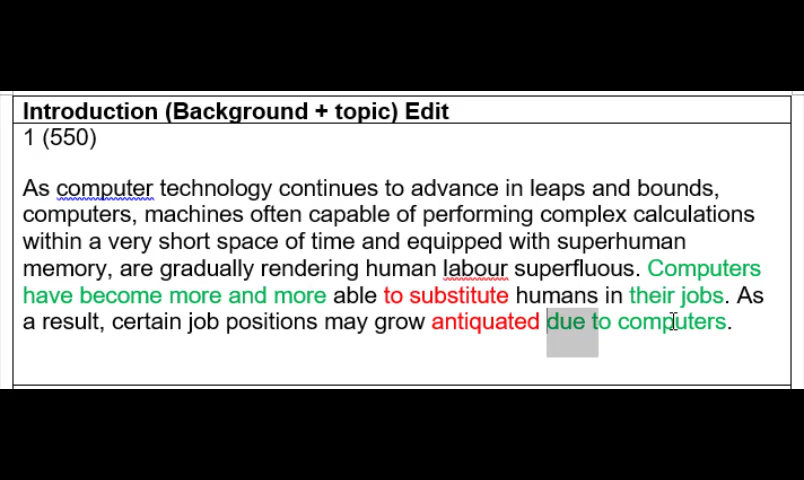 Introduction (Background + topic) Edit
1 (550)
As computer technology continues to advance in leaps and bounds,
computers, machines often capable of performing complex calculations
within a very short space of time and equipped with superhuman
memory, are gradually rendering human labour superfluous. Computers
have become more and more able to substitute humans in their jobs. As
a result, certain job positions may grow antiquated due to computers.